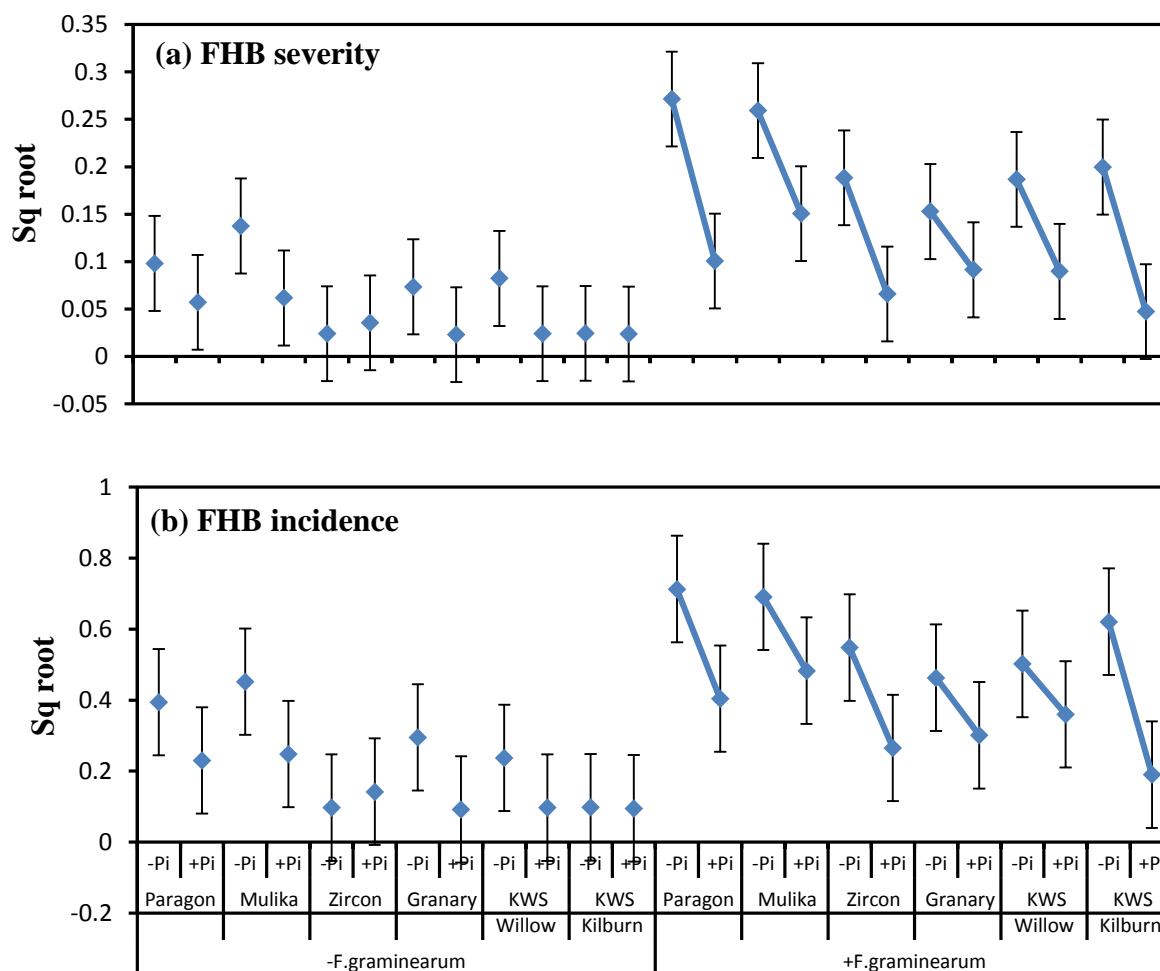 0.35
(a) FHB severity
0.3
0.25
0.2
0.15
0.1
0.05
0
-0.05
Sq root
1
(b) FHB incidence
0.8
0.6
0.4
0.2
0
-0.2
Sq root
-Pi +Pi -Pi +Pi -Pi +Pi -Pi +Pi -Pi +Pi -Pi +Pi -Pi +Pi -Pi +Pi -Pi +Pi -Pi +Pi -Pi +Pi -Pi +P
Paragon Mulika Zircon Granary KWS KWS Paragon Mulika Zircon Granary KWS KWS
Willow Kilburn Willow Kilburn
-F.graminearum +F.graminearum